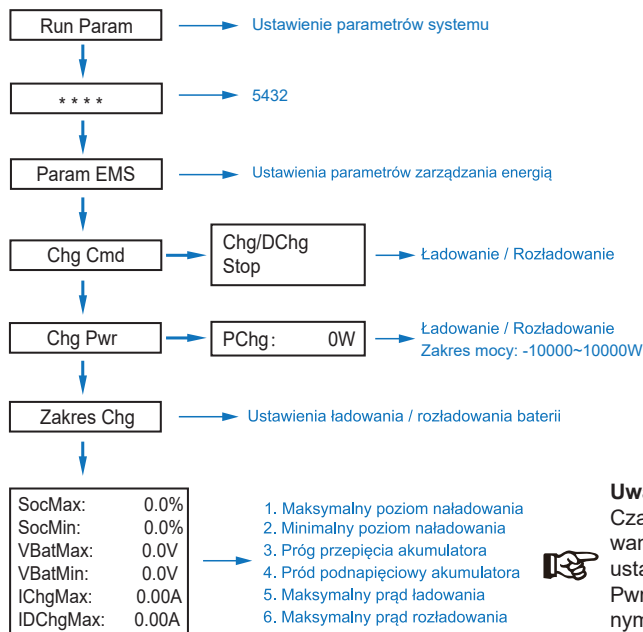 Run Param
Ustawienie parametrów systemu
* * * *
5432
Param EMS
Ustawienia parametrów zarządzania energią
Chg Cmd
Chg/DChg
Stop
Ładowanie / Rozładowanie
Chg Pwr
PChg: 0W
Ładowanie / Rozładowanie
Zakres mocy: -10000~10000W
Zakres Chg
Ustawienia ładowania / rozładowania baterii
SocMax: 0.0%
SocMin: 0.0%
VBatMax: 0.0V
VBatMin: 0.0V
IChgMax: 0.00A
IDChgMax: 0.00A
1. Maksymalny poziom naładowania
2. Minimalny poziom naładowania
3. Próg przepięcia akumulatora
4. Pród podnapięciowy akumulatora
5. Maksymalny prąd ładowania
6. Maksymalny prąd rozładowania